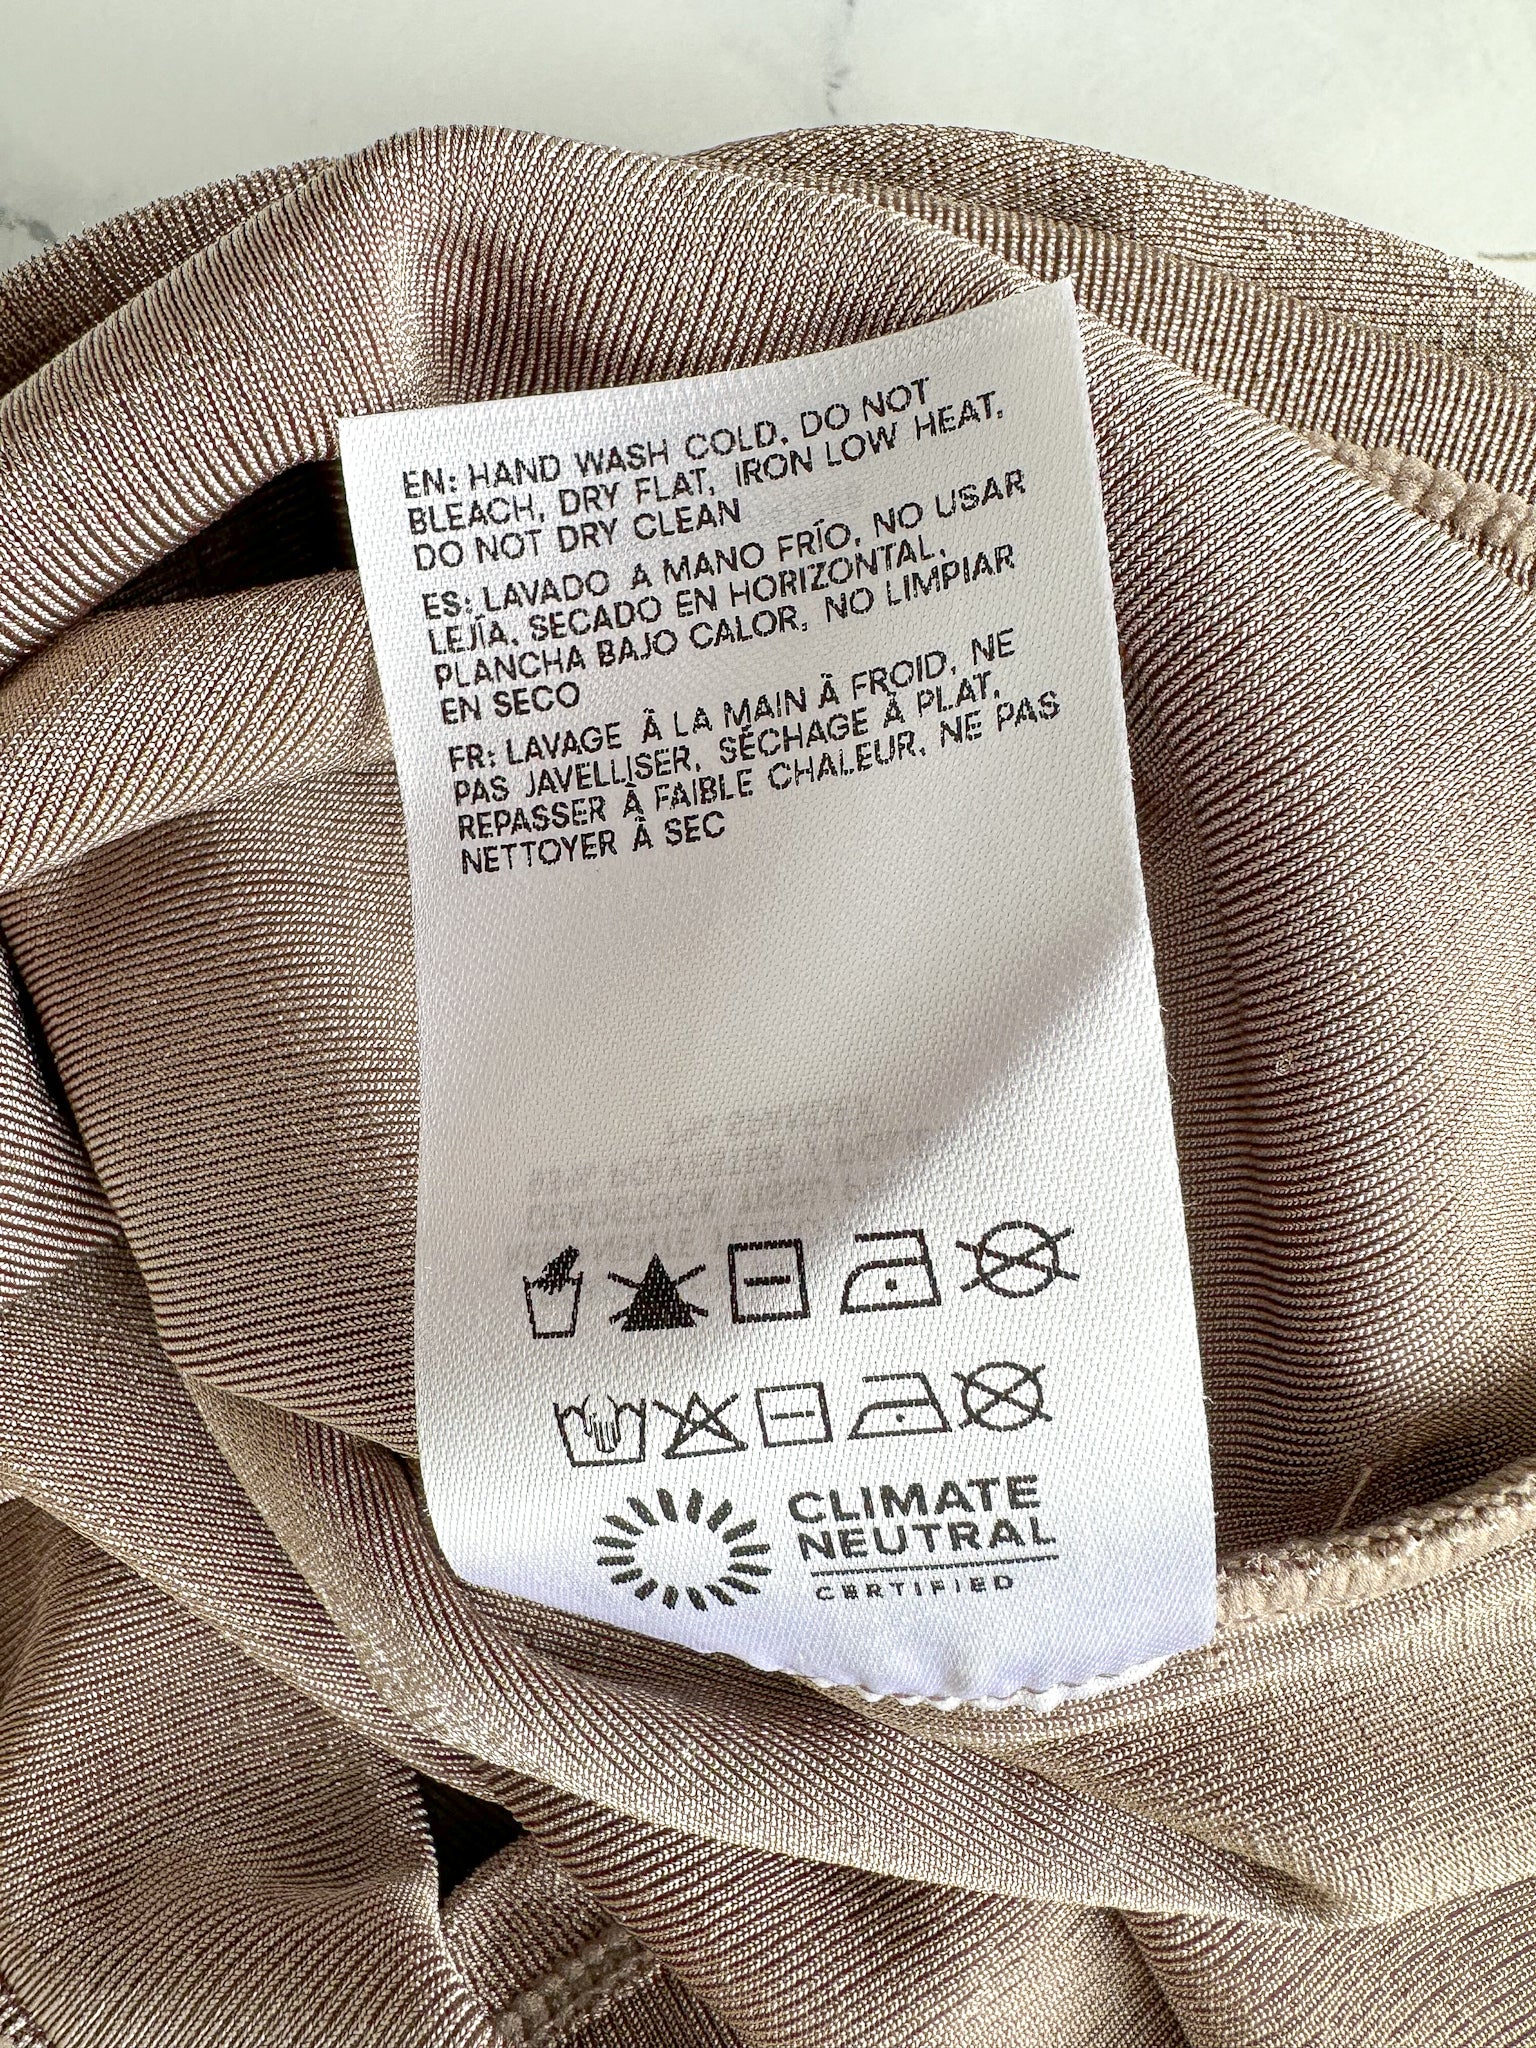 EN: HAND WASH COLD, DO NOT
BLEACH, DRY FLAT, IRON LOW HEAT,
DO NOT DRY CLEAN
ES: LAVADO A MANO FRÍO, NO USAR
LEJÍA, SECADO EN HORIZONTAL,
PLANCHA BAJO CALOR, NO LIMPIAR
EN SECO
FR: LAVAGE À LA MAIN À FROID, NE
PAS JAVELLISER, SÉCHAGE À PLAT,
REPASSER À FAIBLE CHALEUR, NE PAS
NETTOYER À SEC
CLIMATE
NEUTRAL
CERTIFIED